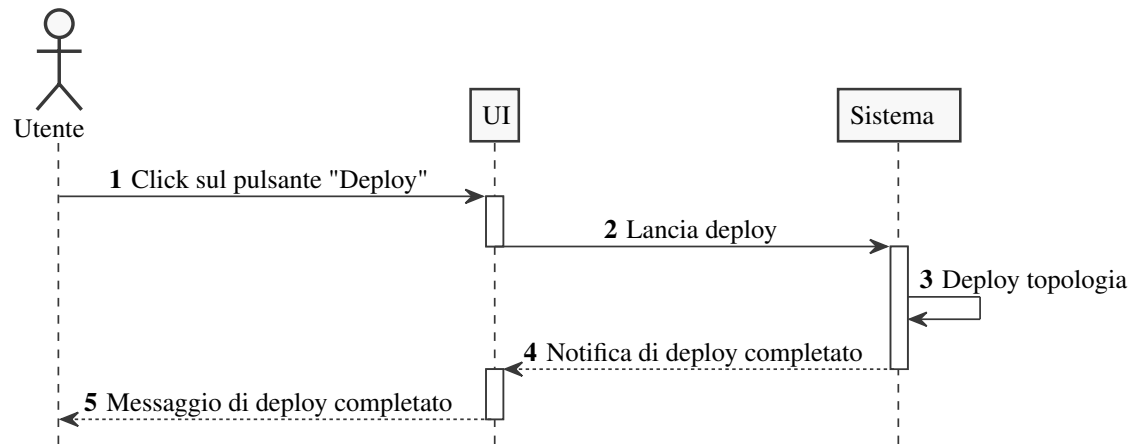 Utente
UI
Sistema
1 Click sul pulsante "Deploy"
2 Lancia deploy
3 Deploy topologia
4 Notifica di deploy completato
5 Messaggio di deploy completato